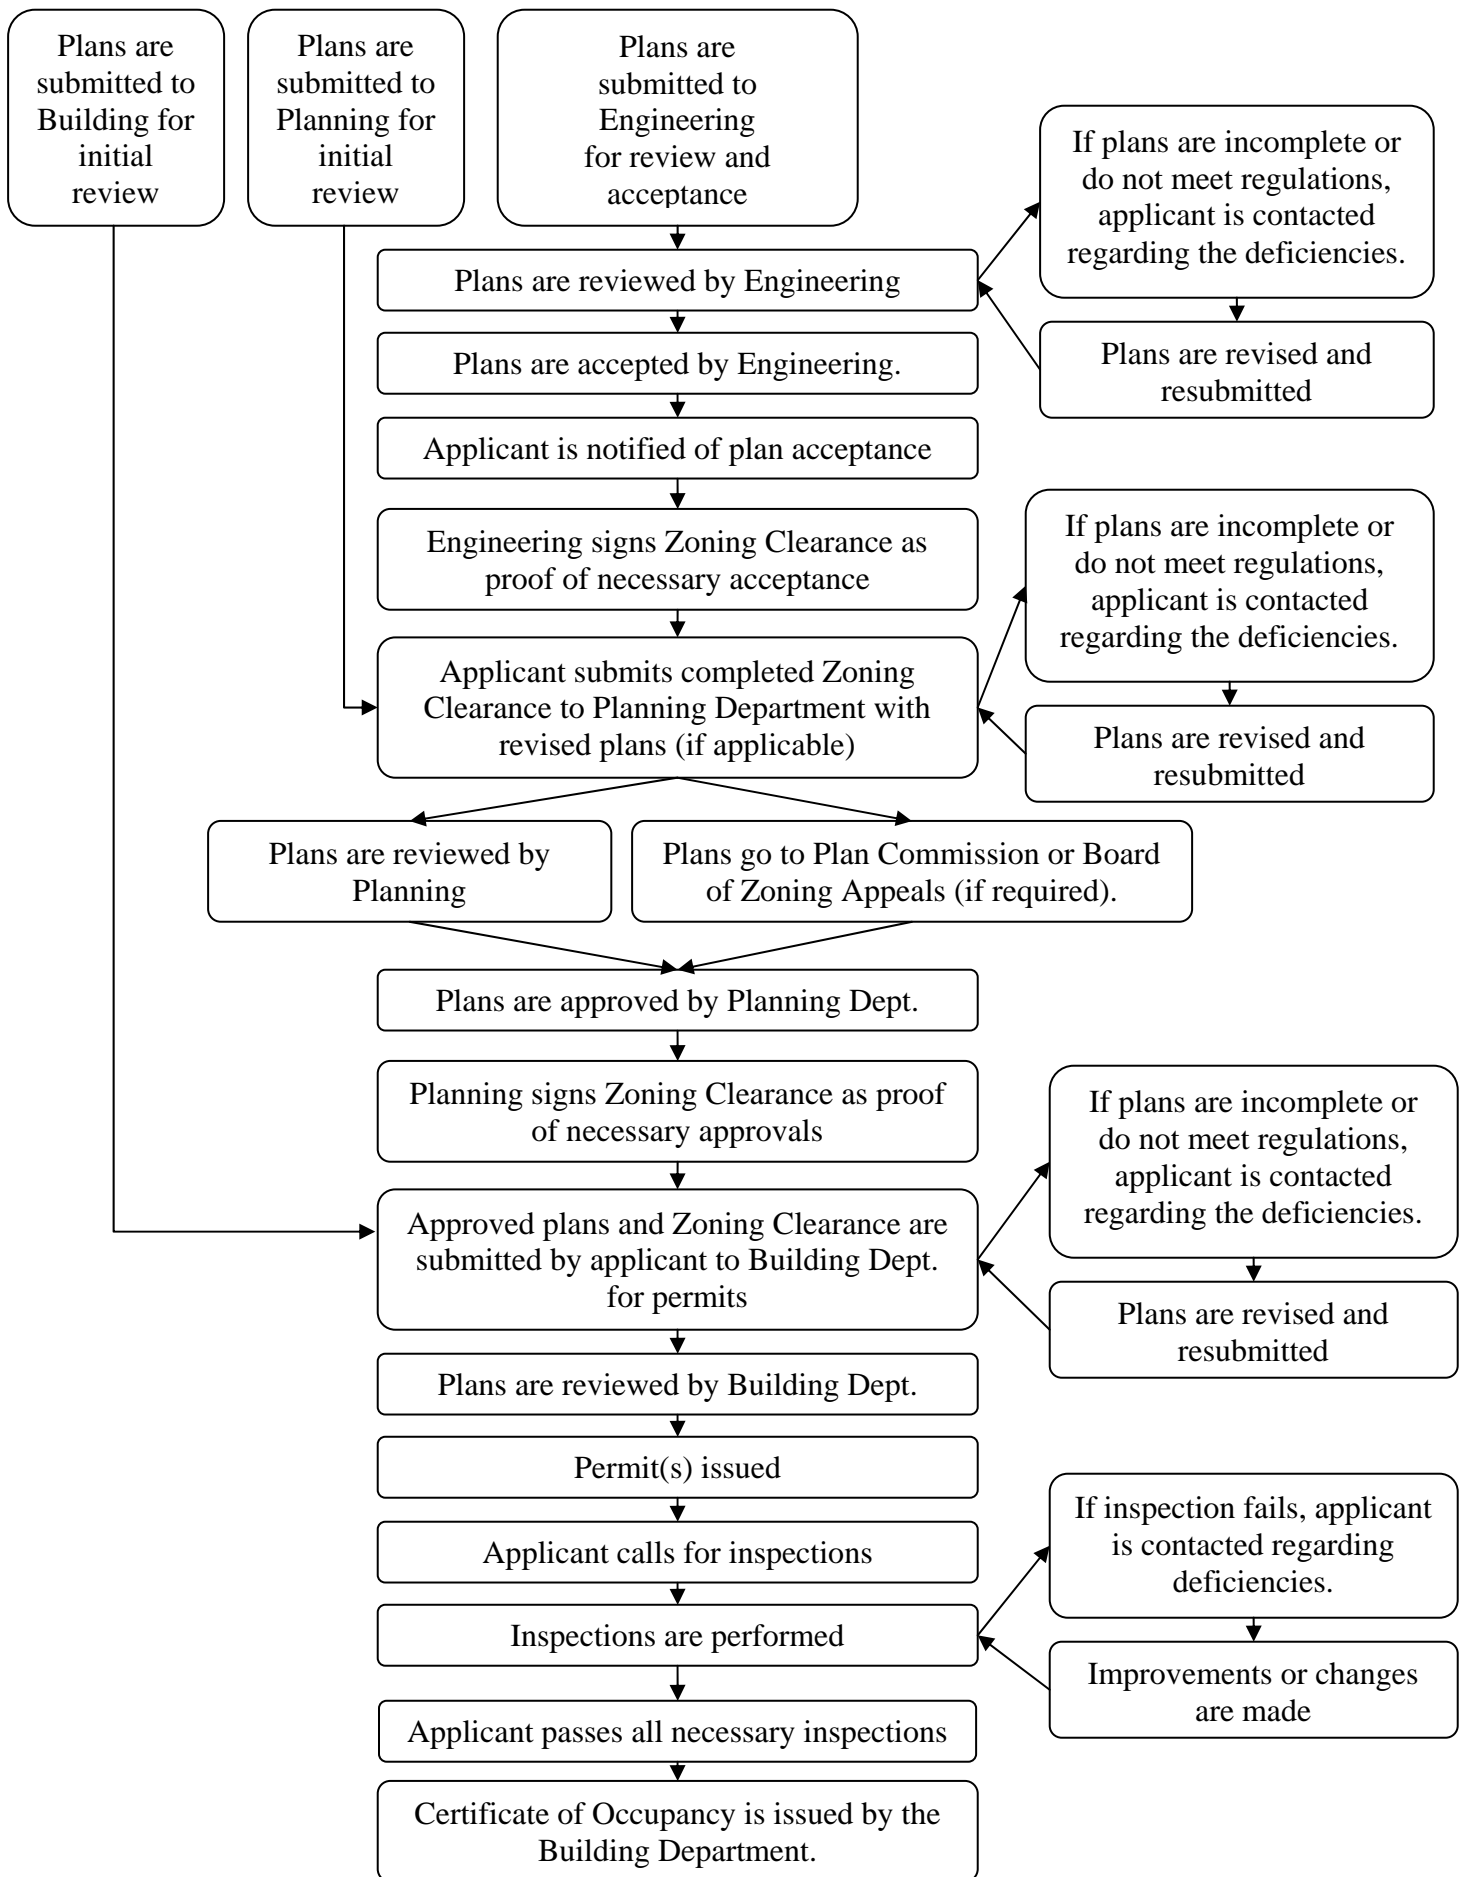 Plans are
submitted to
Building for
initial
review
Plans are
submitted to
Planning for
initial
review
Plans are
submitted to
Engineering
for review and
acceptance
If plans are incomplete or
do not meet regulations,
applicant is contacted
regarding the deficiencies.
Plans are reviewed by Engineering
Plans are revised and
resubmitted
Plans are accepted by Engineering.
Applicant is notified of plan acceptance
Engineering signs Zoning Clearance as
proof of necessary acceptance
If plans are incomplete or
do not meet regulations,
applicant is contacted
regarding the deficiencies.
Applicant submits completed Zoning
Clearance to Planning Department with
revised plans (if applicable)
Plans are revised and
resubmitted
Plans are reviewed by
Planning
Plans go to Plan Commission or Board
of Zoning Appeals (if required).
Plans are approved by Planning Dept.
Planning signs Zoning Clearance as proof
of necessary approvals
If plans are incomplete or
do not meet regulations,
applicant is contacted
regarding the deficiencies.
Approved plans and Zoning Clearance are
submitted by applicant to Building Dept.
for permits
Plans are revised and
resubmitted
Plans are reviewed by Building Dept.
Permit(s) issued
Applicant calls for inspections
If inspection fails, applicant
is contacted regarding
deficiencies.
Inspections are performed
Improvements or changes
are made
Applicant passes all necessary inspections
Certificate of Occupancy is issued by the
Building Department.